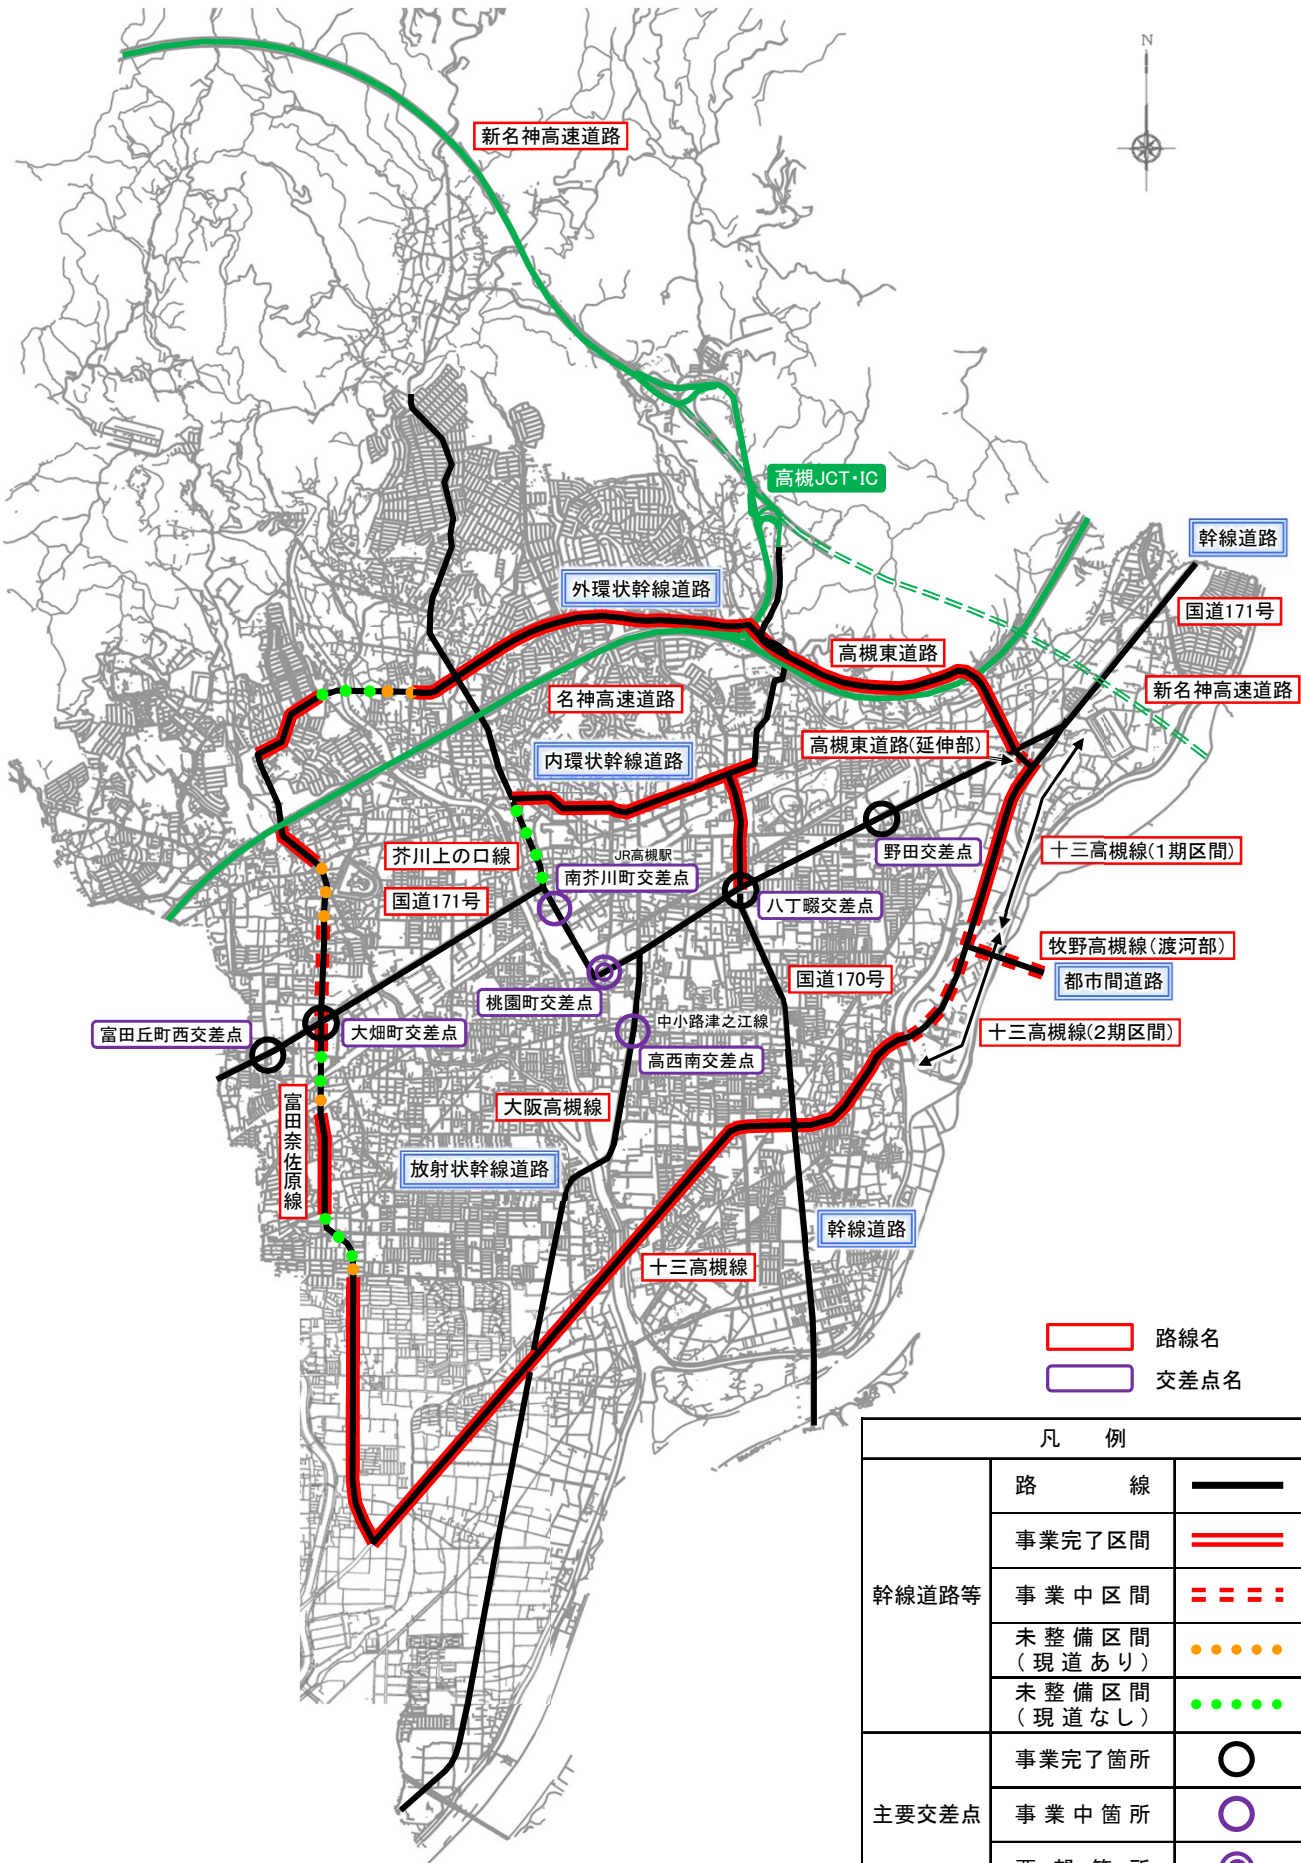 N
新名神高速道路
高槻JCT・IC
幹線道路
外環状幹線道路
国道171号
高槻東道路
新名神高速道路
名神高速道路
高槻東道路(延伸部)
内環状幹線道路
芥川上の口線
JR高槻駅
野田交差点
十三高槻線(1期区間)
南芥川町交差点
国道171号
八丁畷交差点
牧野高槻線(渡河部)
都市間道路
国道170号
桃園町交差点
中小路津之江線
富田丘町西交差点
大畑町交差点
十三高槻線(2期区間)
高西南交差点
富田奈佐原線
大阪高槻線
放射状幹線道路
幹線道路
十三高槻線
路線名
交差点名
凡 例
幹線道路等
路 線
事業完了区間
事業中区間
未整備区間
(現道あり)
未整備区間
(現道なし)
主要交差点
事業完了箇所
事業中箇所